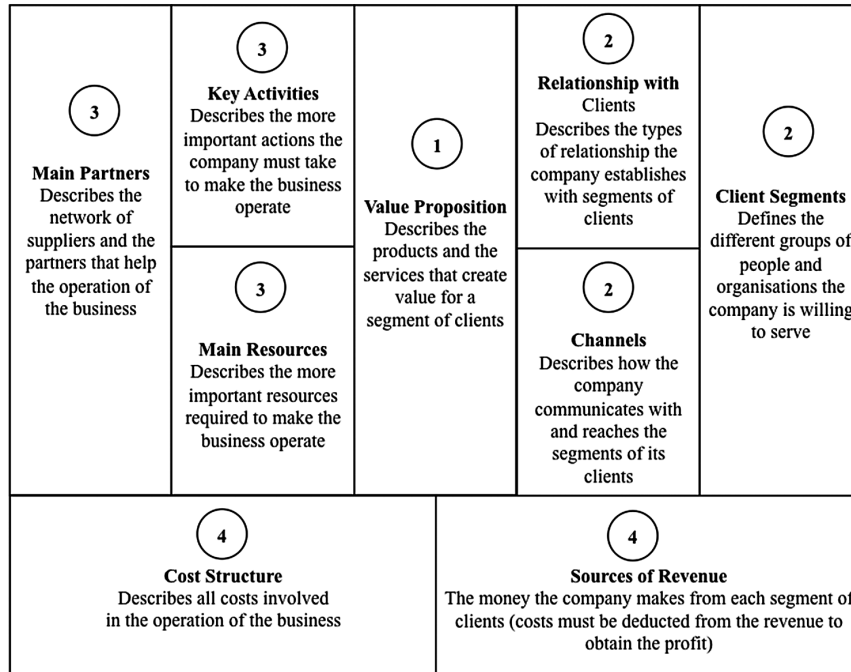 3
Main Partners
Describes the
network of
suppliers and the
partners that help
the operation of
the business
3
Key Activities
Describes the more
important actions the
company must take
to make the business
operate
3
Main Resources
Describes the more
important resources
required to make the
business operate
1
Value Proposition
Describes the
products and the
services that create
value for a
segment of clients
2
Relationship with
Clients
Describes the types
of relationship the
company establishes
with segments of
clients
2
Channels
Describes how the
company
communicates with
and reaches the
segments of its
clients
2
Client Segments
Defines the
different groups of
people and
organisations the
company is willing
to serve
4
Cost Structure
Describes all costs involved
in the operation of the business
4
Sources of Revenue
The money the company makes from each segment of
clients (costs must be deducted from the revenue to
obtain the profit)